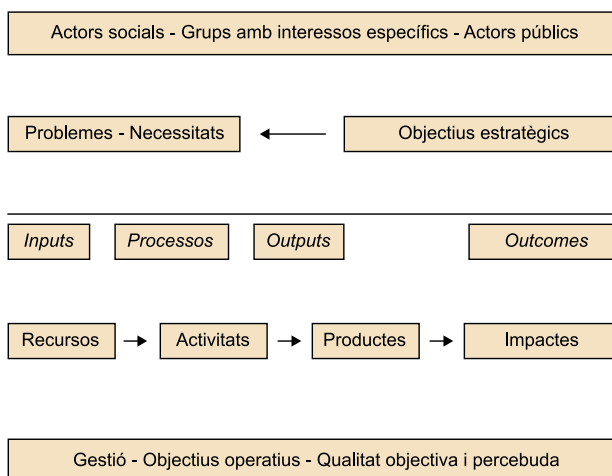 Actors socials - Grups amb interessos específics - Actors públics
Problemes - Necessitats
Objectius estratègics
Inputs
Processos
Outputs
Outcomes
Recursos
Activitats
Productes
Impactes
Gestió - Objectius operatius - Qualitat objectiva i percebuda